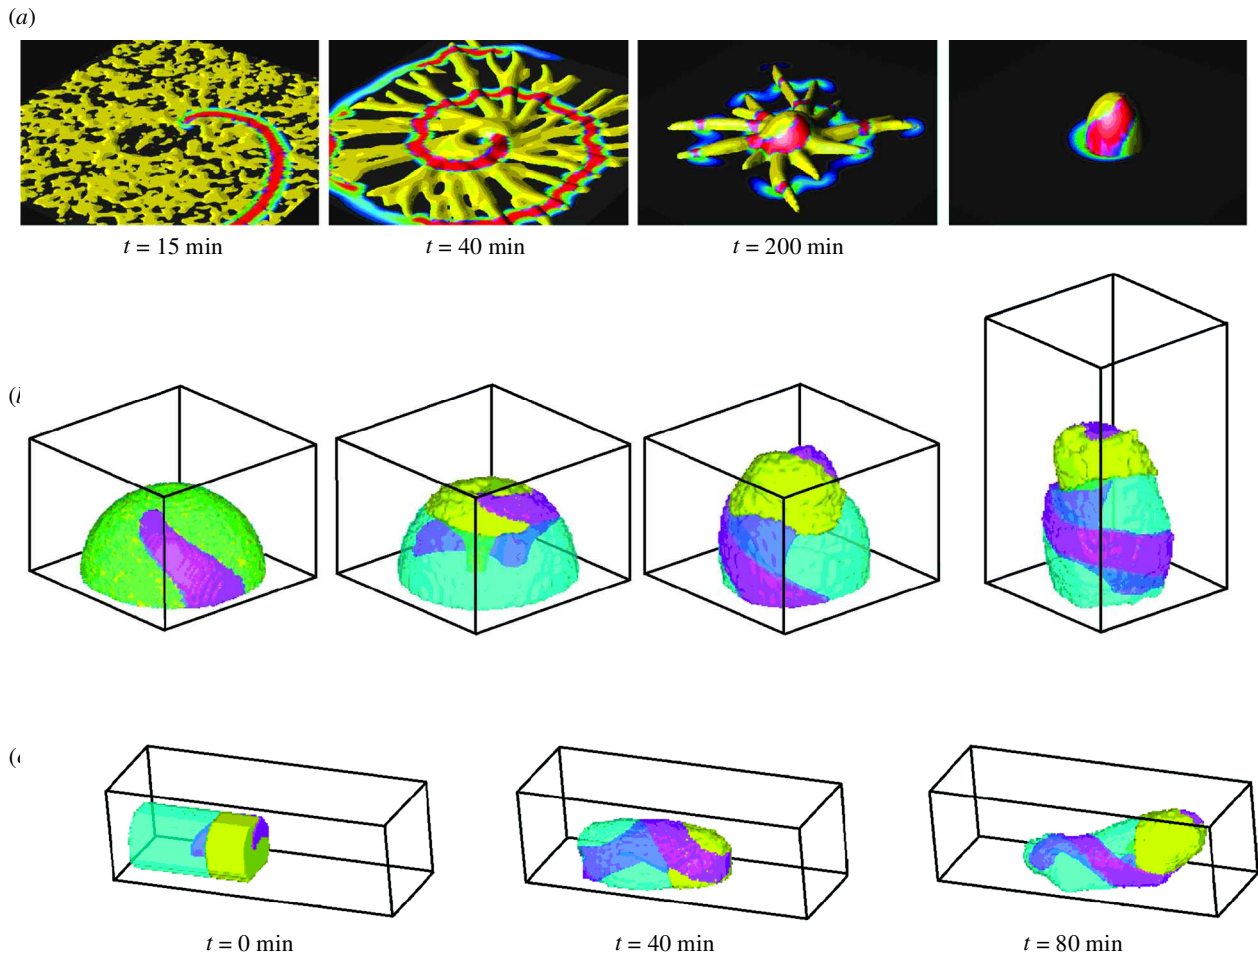 (a)
t = 15 min
t = 40 min
t = 200 min
t = 0 min
t = 40 min
t = 80 min